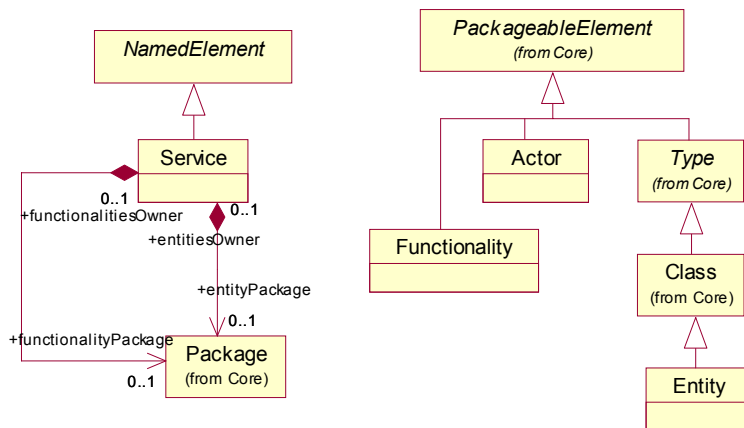 NamedElement
Service
0..1
+functionalitiesOwner
0..1
+entitiesOwner
+entityPackage
0..1
+functionalityPackage
0..1
Package
(from Core)
PackageableElement
(from Core)
Actor
Type
(from Core)
Functionality
Class
(from Core)
Entity